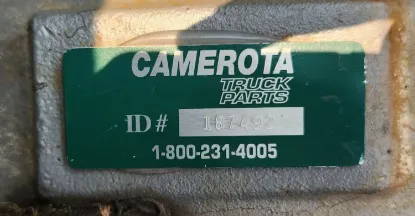 CAMEROTA
TRUCK
PARTS
ID#
1-800-231-4005